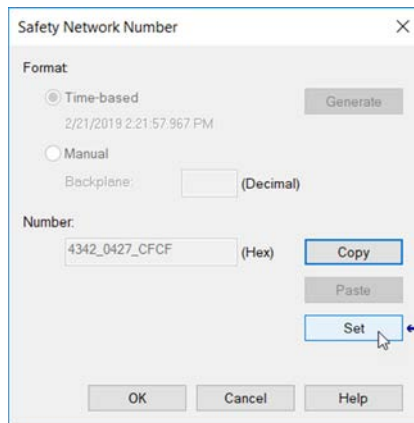 Safety Network Number
Format:
Time-based
Generate
2/21/2019 2:21:57.967 PM
Manual
Backplane:
(Decimal)
Number:
4342_0427_CFCF
(Hex)
Copy
Paste
Set
OK
Cancel
Help